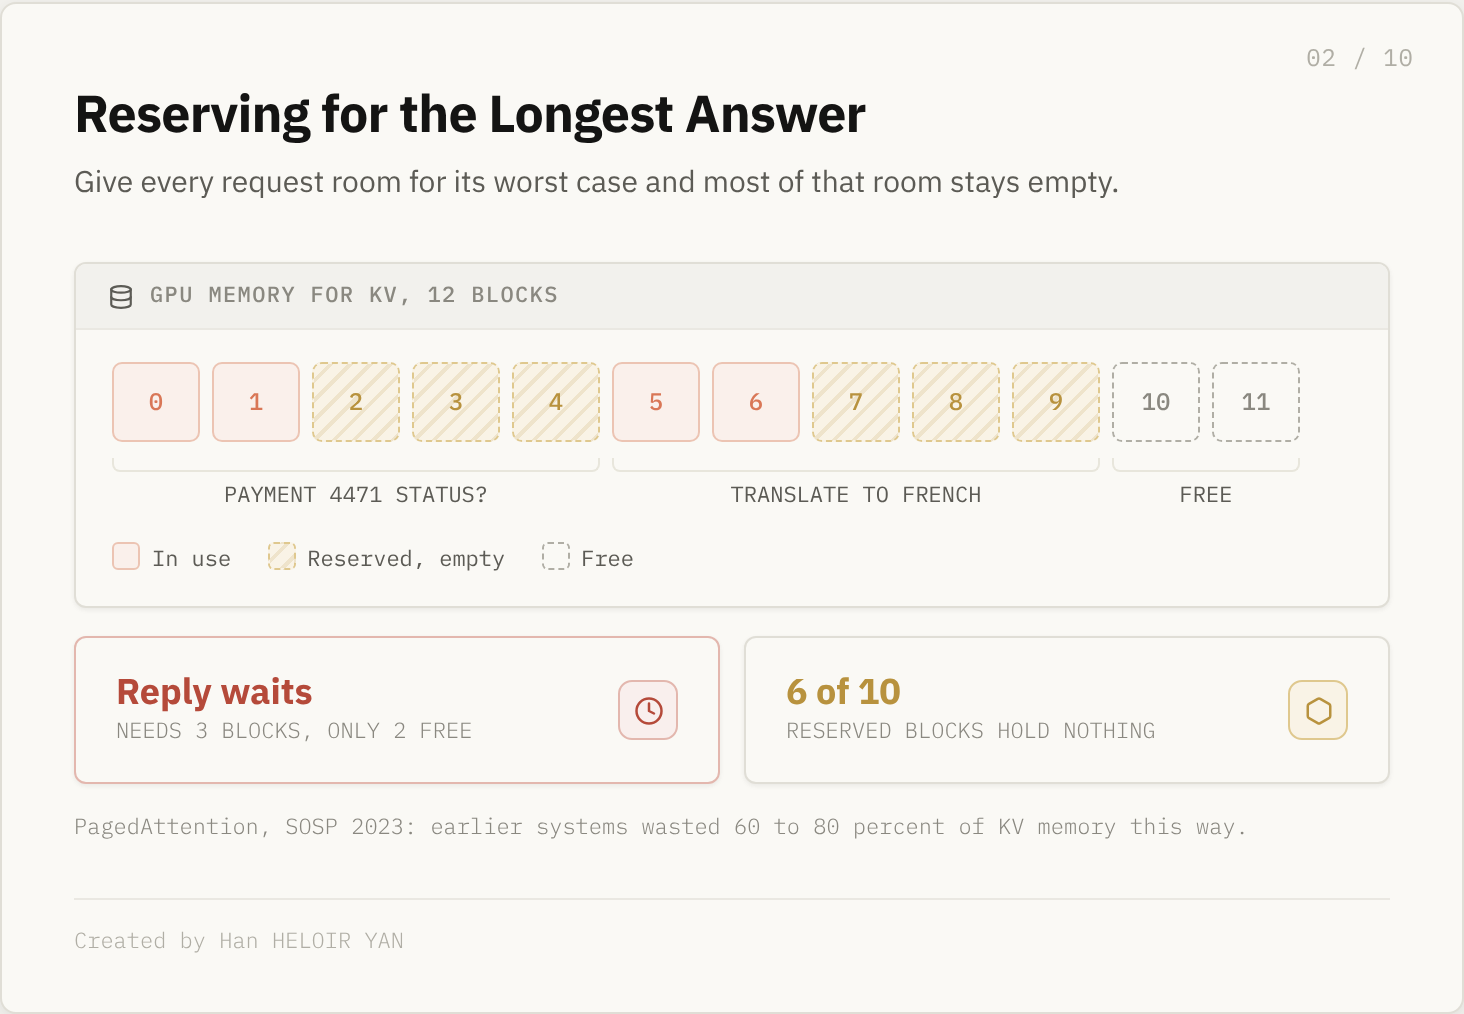 02 / 10
Reserving for the Longest Answer
Give every request room for its worst case and most of that room stays empty.
GPU MEMORY FOR KV, 12 BLOCKS
0 1 2 3 4 5 6 7 8 9 10 11
PAYMENT 4471 STATUS? TRANSLATE TO FRENCH FREE
In use Reserved, empty Free
Reply waits
NEEDS 3 BLOCKS, ONLY 2 FREE
6 of 10
RESERVED BLOCKS HOLD NOTHING
PagedAttention, SOSP 2023: earlier systems wasted 60 to 80 percent of KV memory this way.
Created by Han HELOIR YAN